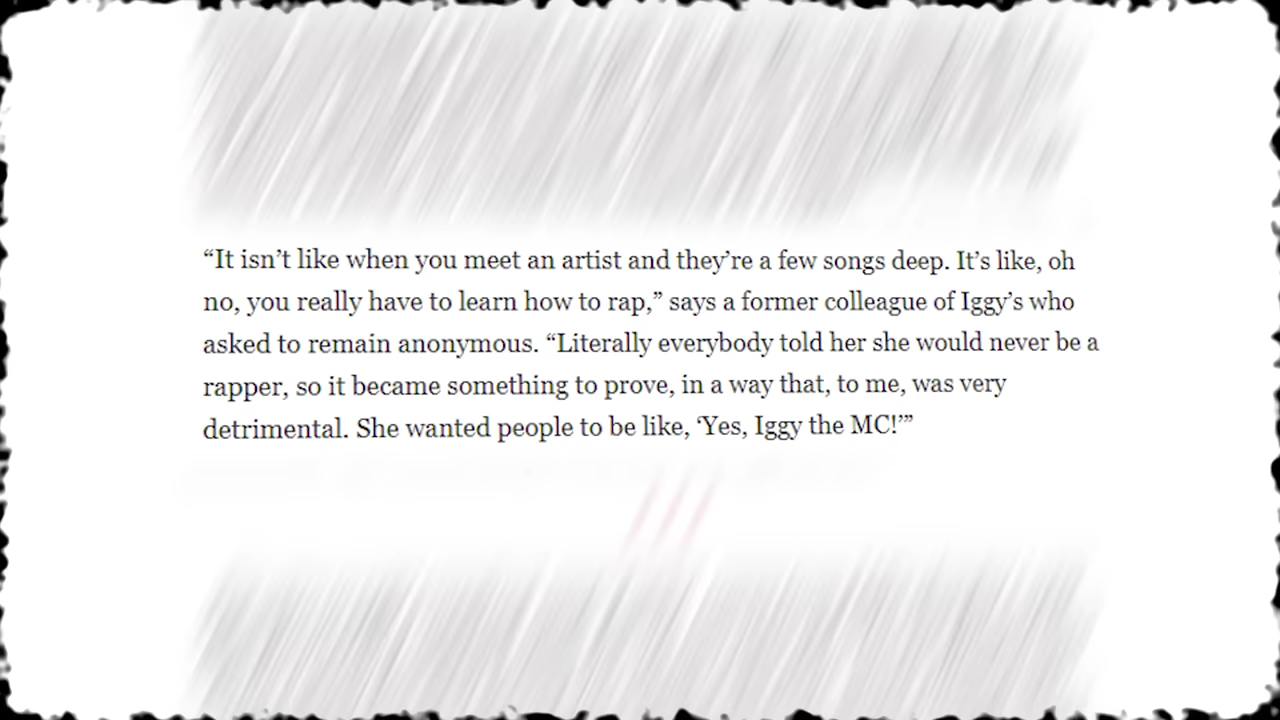 “It isn’t like when you meet an artist and they’re a few songs deep. It’s like, oh
no, you really have to learn how to rap,” says a former colleague of Iggy’s who
asked to remain anonymous. “Literally everybody told her she would never be a
rapper, so it became something to prove, in a way that, to me, was very
detrimental. She wanted people to be like, ‘Yes, Iggy the MC!’”